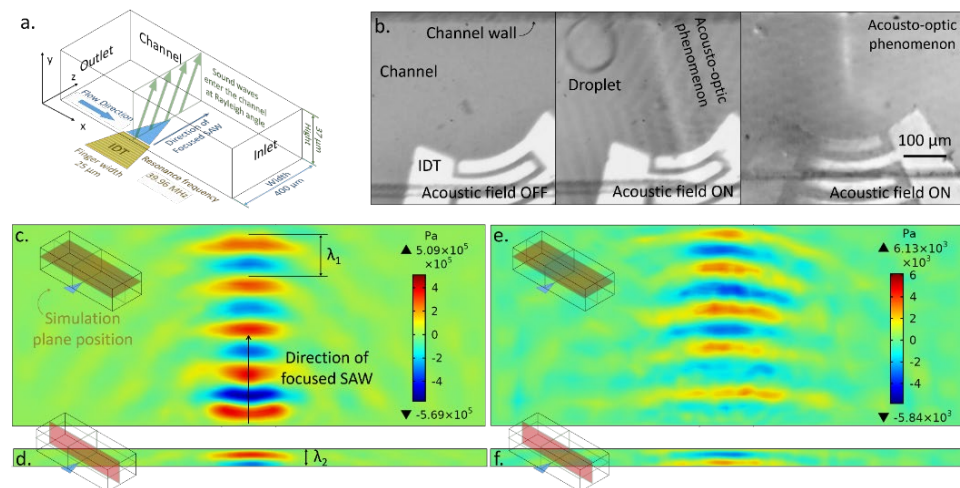 a.
y
z
x
Outlet
Channel
Flow Direction
Sound waves
enter the channel
at Rayleigh angle
Direction of
Focused SAW
IDT
Finger width
25 μm
Resonance frequency
39.96 MHz
Inlet
37 μm
Hight
Width
400 μm
b.
Channel wall
Channel
IDT
Acoustic field OFF
Droplet
Acousto-optic
phenomenon
Acoustic field ON
Acousto-optic
phenomenon
100 μm
Acoustic field ON
c.
Simulation
plane position
λ1
Direction of
focused SAW
Pa
▲ 5.09×10⁵
×10⁵
4
2
0
-2
-4
▼ -5.69×10⁵
d.
λ2
e.
Pa
▲ 6.13×10³
×10³
6
4
2
0
-2
-4
▼ -5.84×10³
f.